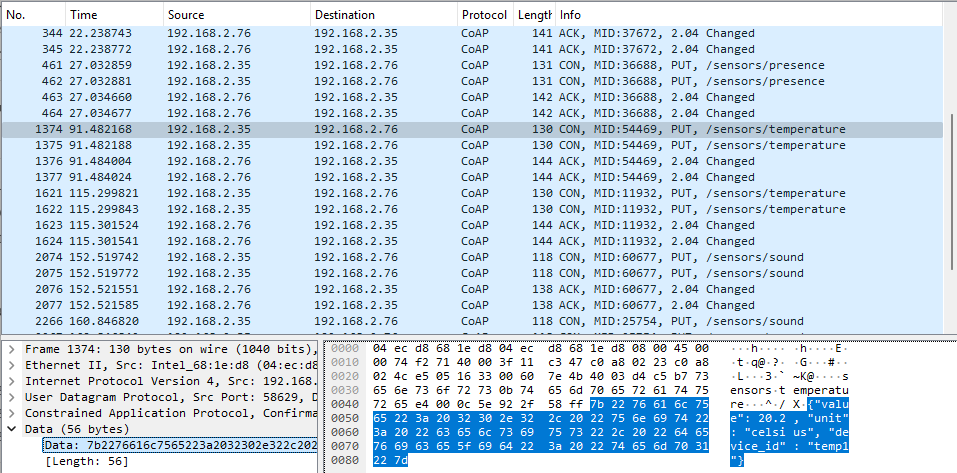 No. Time Source Destination Protocol Length Info
344 22.238743 192.168.2.76 192.168.2.35 CoAP 141 ACK, MID:37672, 2.04 Changed
345 22.238772 192.168.2.76 192.168.2.35 CoAP 141 ACK, MID:37672, 2.04 Changed
461 27.032859 192.168.2.35 192.168.2.76 CoAP 131 CON, MID:36688, PUT, /sensors/presence
462 27.032881 192.168.2.35 192.168.2.76 CoAP 131 CON, MID:36688, PUT, /sensors/presence
463 27.034660 192.168.2.76 192.168.2.35 CoAP 142 ACK, MID:36688, 2.04 Changed
464 27.034677 192.168.2.76 192.168.2.35 CoAP 142 ACK, MID:36688, 2.04 Changed
1374 91.482168 192.168.2.35 192.168.2.76 CoAP 130 CON, MID:54469, PUT, /sensors/temperature
1375 91.482188 192.168.2.35 192.168.2.76 CoAP 130 CON, MID:54469, PUT, /sensors/temperature
1376 91.484004 192.168.2.76 192.168.2.35 CoAP 144 ACK, MID:54469, 2.04 Changed
1377 91.484024 192.168.2.76 192.168.2.35 CoAP 144 ACK, MID:54469, 2.04 Changed
1621 115.299821 192.168.2.35 192.168.2.76 CoAP 130 CON, MID:11932, PUT, /sensors/temperature
1622 115.299843 192.168.2.35 192.168.2.76 CoAP 130 CON, MID:11932, PUT, /sensors/temperature
1623 115.301524 192.168.2.76 192.168.2.35 CoAP 144 ACK, MID:11932, 2.04 Changed
1624 115.301541 192.168.2.76 192.168.2.35 CoAP 144 ACK, MID:11932, 2.04 Changed
2074 152.519742 192.168.2.35 192.168.2.76 CoAP 118 CON, MID:60677, PUT, /sensors/sound
2075 152.519772 192.168.2.35 192.168.2.76 CoAP 118 CON, MID:60677, PUT, /sensors/sound
2076 152.521551 192.168.2.76 192.168.2.35 CoAP 138 ACK, MID:60677, 2.04 Changed
2077 152.521585 192.168.2.76 192.168.2.35 CoAP 138 ACK, MID:60677, 2.04 Changed
2266 160.846820 192.168.2.35 192.168.2.76 CoAP 118 CON, MID:25754, PUT, /sensors/sound
Frame 1374: 130 bytes on wire (1040 bits),
Ethernet II, Src: Intel_68:1e:d8 (04:ec:d8
Internet Protocol Version 4, Src: 192.168.
User Datagram Protocol, Src Port: 58629, D
Constrained Application Protocol, Confirma
Data (56 bytes)
Data: 7b2276616c7565223a2032302e322c202
[Length: 56]
0000 04 ec d8 68 1e d8 04 ec d8 68 1e d8 08 00 45 00 ···h···· ·h····E·
0010 00 74 f2 71 40 00 3f 11 c3 47 c0 a8 02 23 c0 a8 ·t·q@·?· ·G···#··
0020 02 4c e5 05 16 33 00 60 7e 4b 40 03 d4 c5 b7 73 ·L···3·` ~K@····s
0030 65 6e 73 6f 72 73 0b 74 65 6d 70 65 72 61 74 75 ensors·t emperatu
0040 72 65 e4 00 0c 5e 92 2f 58 ff 7b 22 76 61 6c 75 re···^·/ X·{"valu
0050 65 22 3a 20 32 30 2e 32 2c 20 22 75 6e 69 74 22 e": 20.2 , "unit"
0060 3a 20 22 63 65 6c 73 69 75 73 22 2c 20 22 64 65 : "celsi us", "de
0070 76 69 63 65 5f 69 64 22 3a 20 22 74 65 6d 70 31 vice_id" : "temp1
0080 22 7d "}